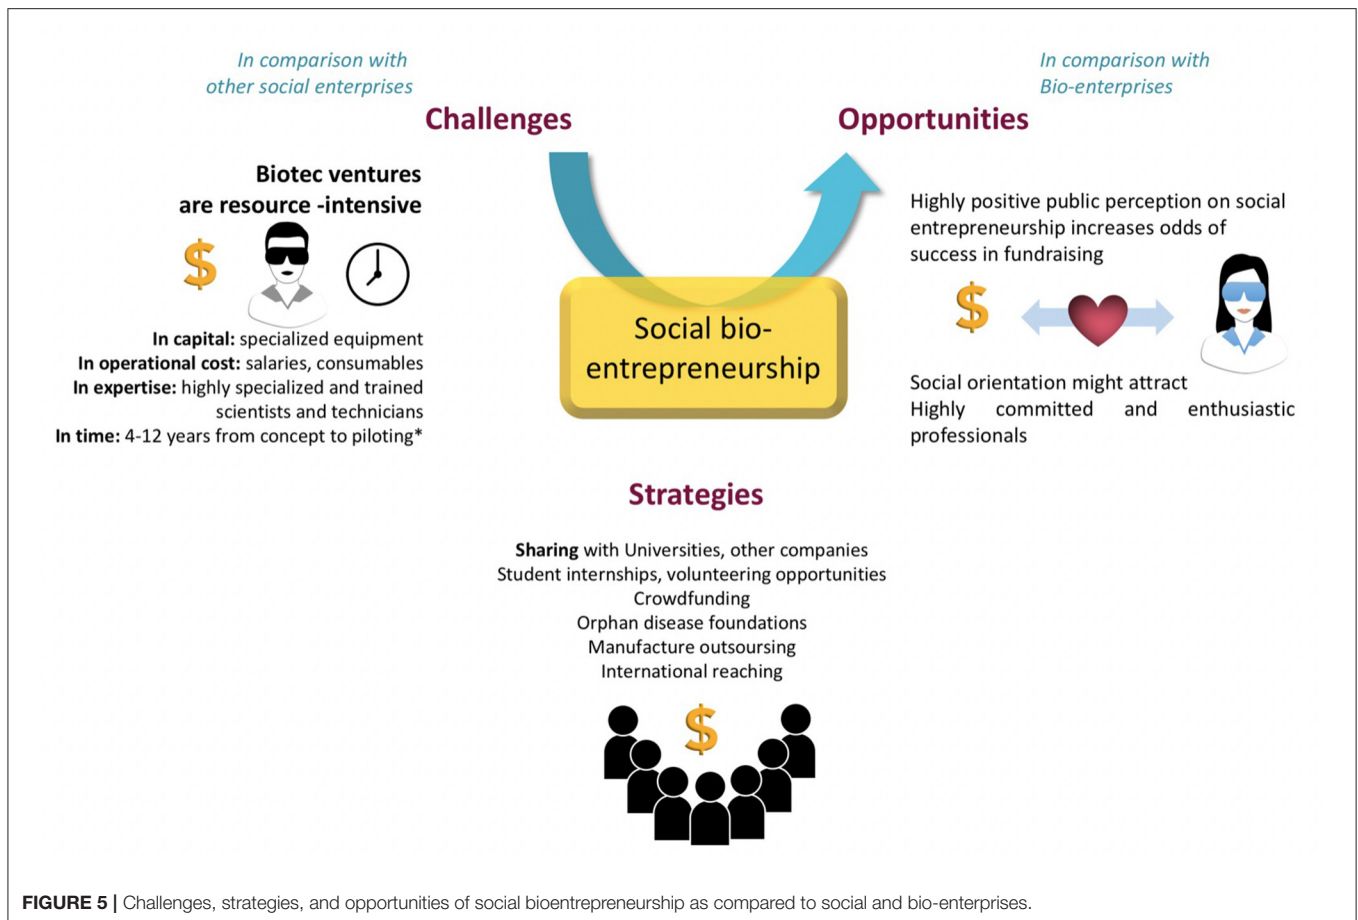 In comparison with
other social enterprises
Challenges
Biotec ventures
are resource -intensive
$
In capital: specialized equipment
In operational cost: salaries, consumables
In expertise: highly specialized and trained
scientists and technicians
In time: 4-12 years from concept to piloting*
In comparison with
Bio-enterprises
Opportunities
Highly positive public perception on social
entrepreneurship increases odds of
success in fundraising
$
Social orientation might attract
Highly committed and enthusiastic
professionals
Social bio-
entrepreneurship
Strategies
Sharing with Universities, other companies
Student internships, volunteering opportunities
Crowdfunding
Orphan disease foundations
Manufacture outsoursing
International reaching
$
FIGURE 5 | Challenges, strategies, and opportunities of social bioentrepreneurship as compared to social and bio-enterprises.